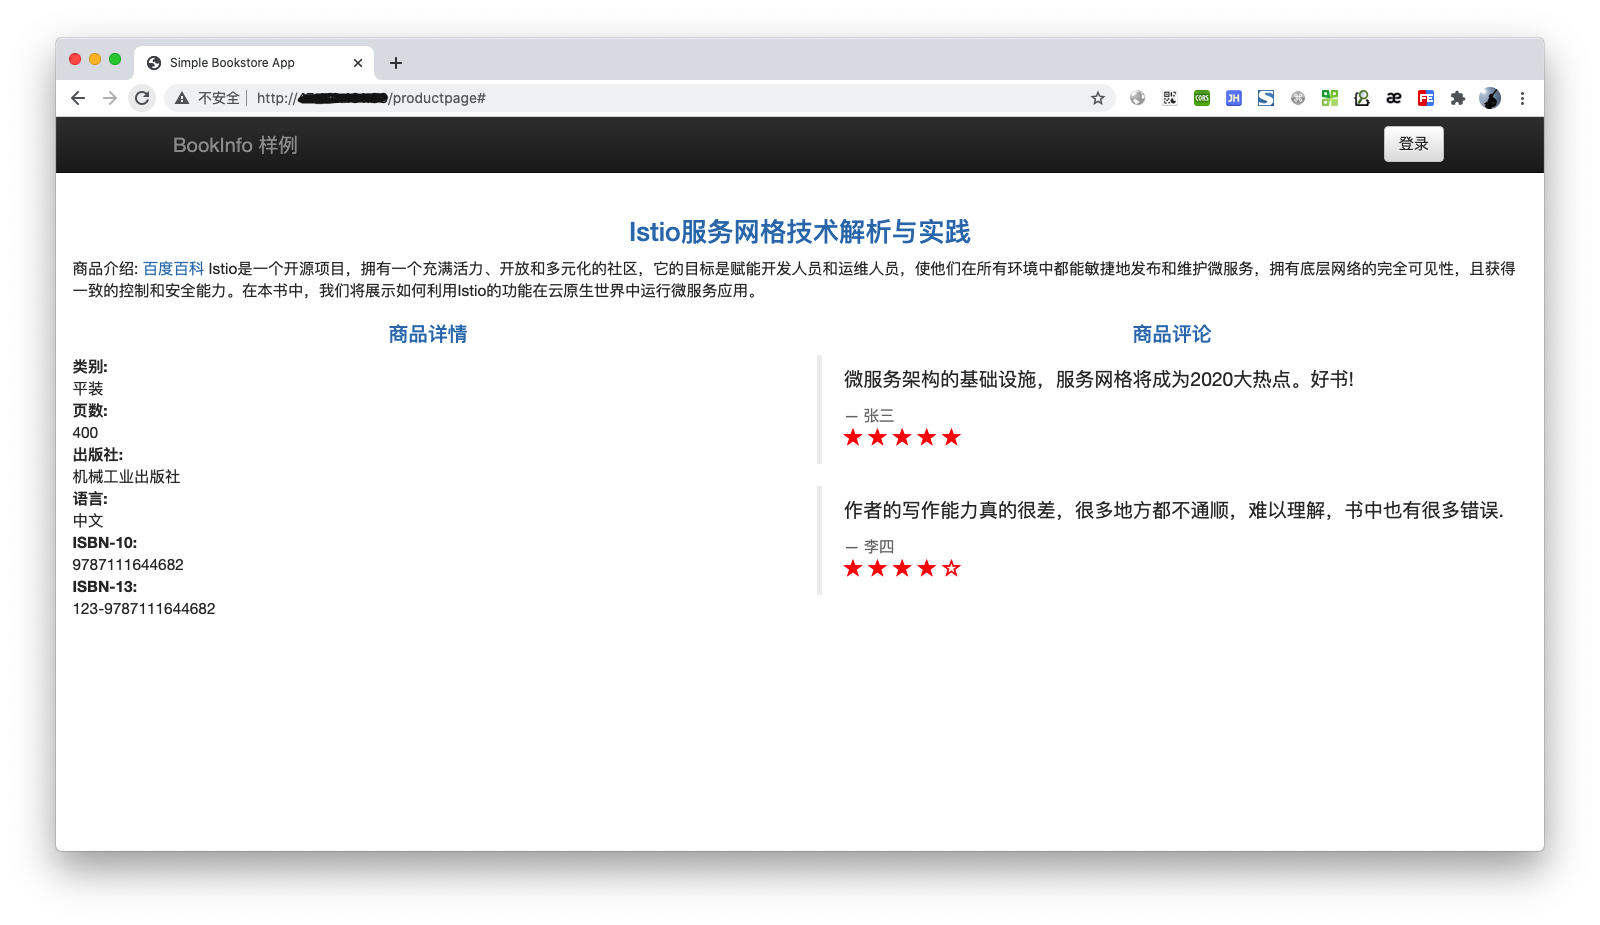 Simple Bookstore App
不安全 http:// /productpage#
CORS
JH
FE
BookInfo 样例
登录
Istio服务网格技术解析与实践
商品介绍: 百度百科 Istio是一个开源项目，拥有一个充满活力、开放和多元化的社区，它的目标是赋能开发人员和运维人员，使他们在所有环境中都能敏捷地发布和维护微服务，拥有底层网络的完全可见性，且获得
一致的控制和安全能力。在本书中，我们将展示如何利用Istio的功能在云原生世界中运行微服务应用。
商品详情
类别:
平装
页数:
400
出版社:
机械工业出版社
语言:
中文
ISBN-10:
9787111644682
ISBN-13:
123-9787111644682
商品评论
微服务架构的基础设施，服务网格将成为2020大热点。好书!
— 张三
作者的写作能力真的很差，很多地方都不通顺，难以理解，书中也有很多错误.
— 李四